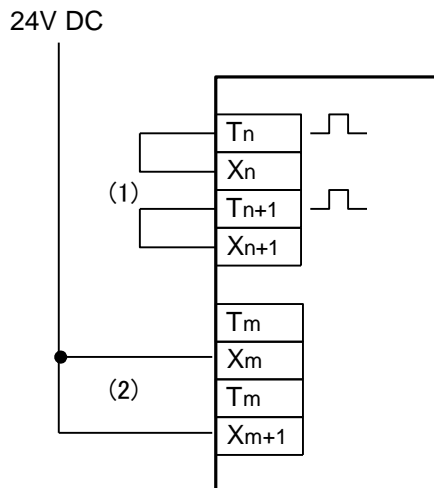 24V DC
Tn
Xn
(1)
Tn+1
Xn+1
Tm
Xm
(2)
Tm
Xm+1